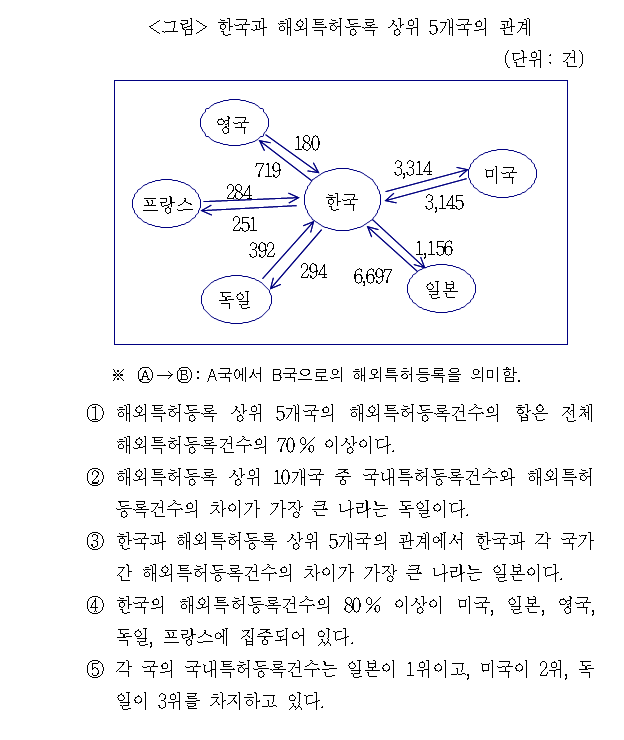 <그림> 한국과 해외특허등록 상위 5개국의 관계
(단위: 건)
영국
180
719
3,314
미국
프랑스
284
한국
251
3,145
392
1,156
294
6,697
독일
일본
※ Ⓐ→Ⓑ: A국에서 B국으로의 해외특허등록을 의미함.
① 해외특허등록 상위 5개국의 해외특허등록건수의 합은 전체
해외특허등록건수의 70% 이상이다.
② 해외특허등록 상위 10개국 중 국내특허등록건수와 해외특허
등록건수의 차이가 가장 큰 나라는 독일이다.
③ 한국과 해외특허등록 상위 5개국의 관계에서 한국과 각 국가
간 해외특허등록건수의 차이가 가장 큰 나라는 일본이다.
④ 한국의 해외특허등록건수의 80% 이상이 미국, 일본, 영국,
독일, 프랑스에 집중되어 있다.
⑤ 각 국의 국내특허등록건수는 일본이 1위이고, 미국이 2위, 독
일이 3위를 차지하고 있다.